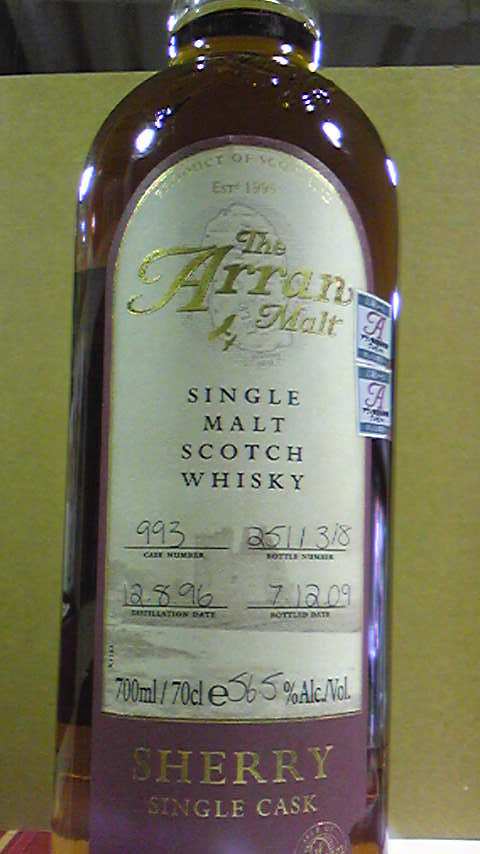 PRODUCT OF SCOTLAND
Estd 1995
The
Arran
Malt
A
A
SINGLE
MALT
SCOTCH
WHISKY
993 251/318
CASK NUMBER BOTTLE NUMBER
12.8.96 7.12.09
DISTILLATION DATE BOTTLED DATE
700ml / 70cl e 56.5 %Alc./Vol.
SHERRY
SINGLE CASK